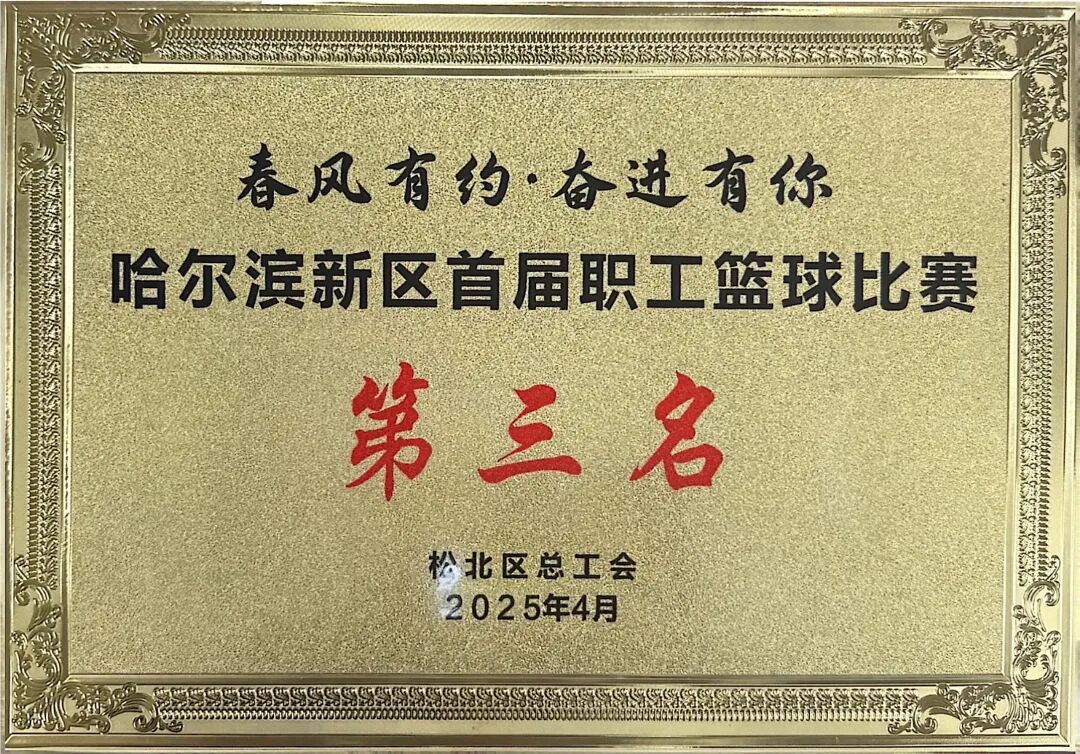 春风有约·奋进有你
哈尔滨新区首届职工篮球比赛
第三名
松北区总工会
2025年4月